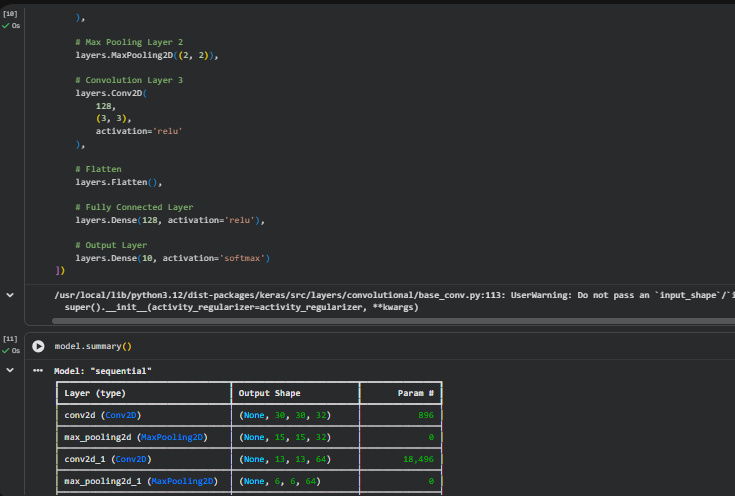 [10]
0s
),
# Max Pooling Layer 2
layers.MaxPooling2D((2, 2)),
# Convolution Layer 3
layers.Conv2D(
128,
(3, 3),
activation='relu'
),
# Flatten
layers.Flatten(),
# Fully Connected Layer
layers.Dense(128, activation='relu'),
# Output Layer
layers.Dense(10, activation='softmax')
])
/usr/local/lib/python3.12/dist-packages/keras/src/layers/convolutional/base_conv.py:113: UserWarning: Do not pass an `input_shape`/`i
super().__init__(activity_regularizer=activity_regularizer, **kwargs)
[11]
0s
model.summary()
Model: "sequential"
Layer (type) Output Shape Param #
conv2d (Conv2D) (None, 30, 30, 32) 896
max_pooling2d (MaxPooling2D) (None, 15, 15, 32) 0
conv2d_1 (Conv2D) (None, 13, 13, 64) 18,496
max_pooling2d_1 (MaxPooling2D) (None, 6, 6, 64) 0